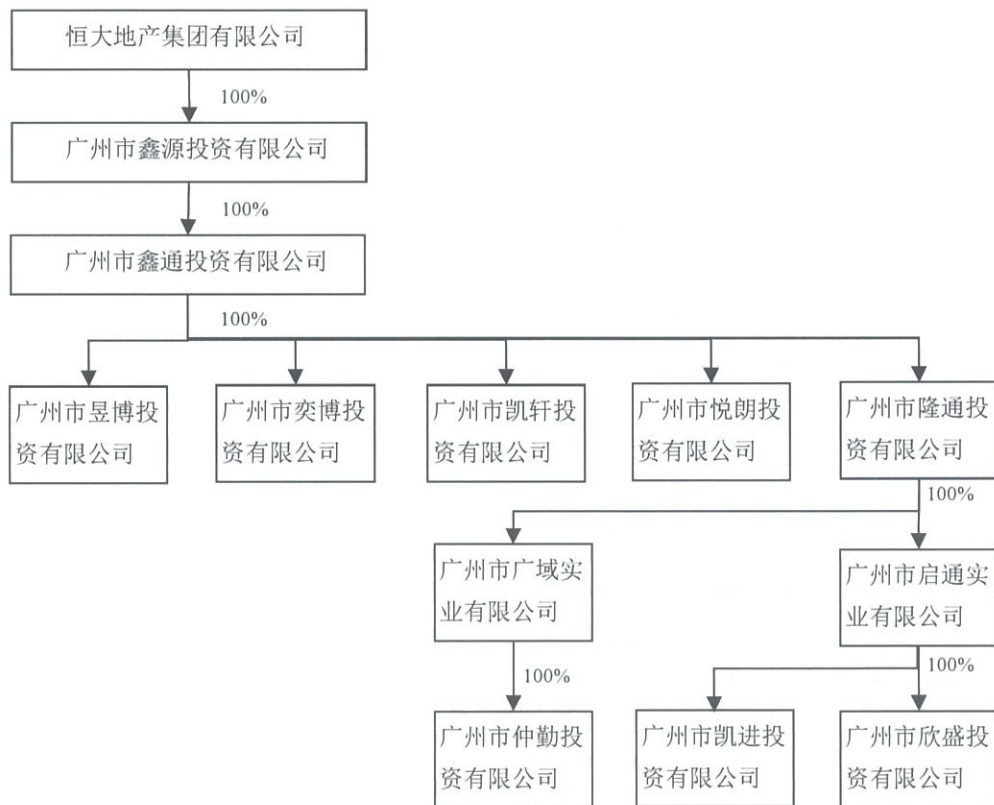 恒大地产集团有限公司
100%
广州市鑫源投资有限公司
100%
广州市鑫通投资有限公司
100%
广州市昱博投
资有限公司
广州市奕博投
资有限公司
广州市凯轩投
资有限公司
广州市悦朗投
资有限公司
广州市隆通投
资有限公司
100%
广州市广域实
业有限公司
广州市启通实
业有限公司
100%
100%
广州市仲勤投
资有限公司
广州市凯进投
资有限公司
广州市欣盛投
资有限公司